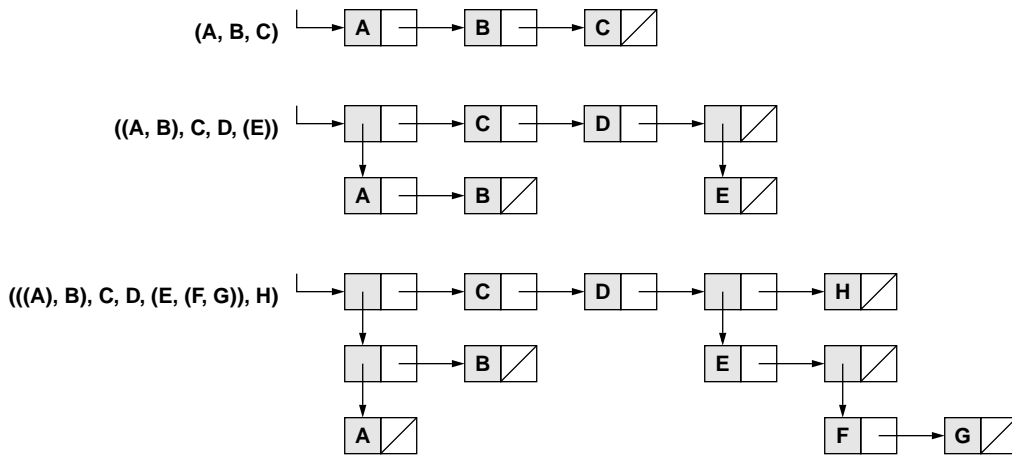 (A, B, C) A B C
((A, B), C, D, (E)) C D
A B E
(((A), B), C, D, (E, (F, G)), H) C D H
B E
A F G